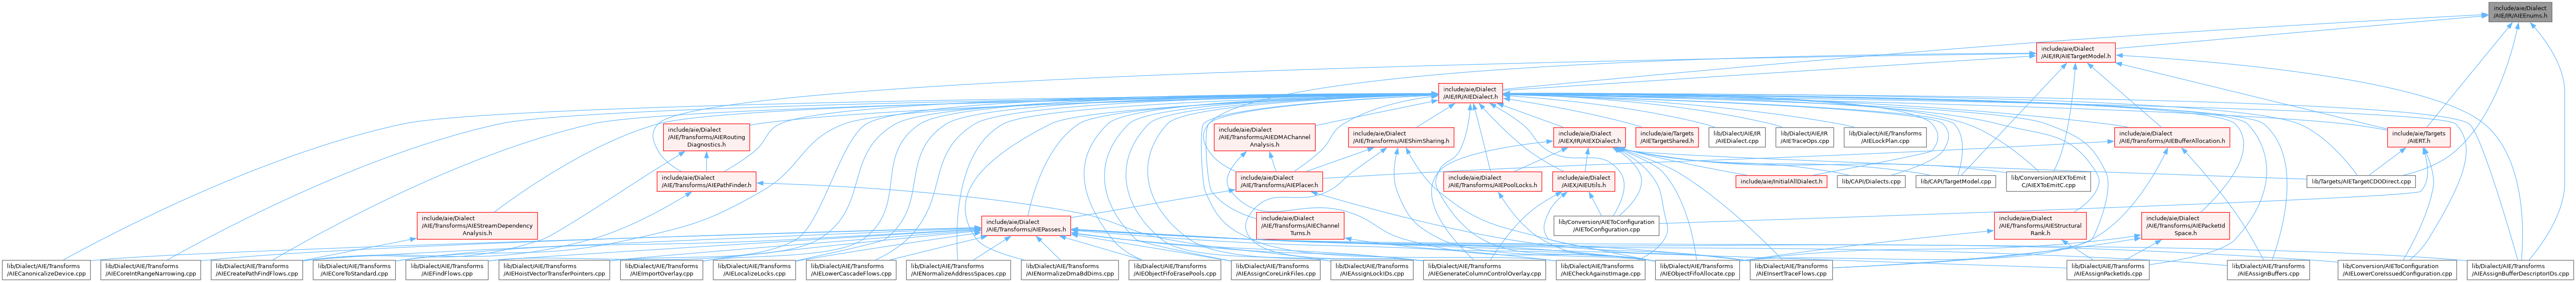 include/aie/Dialect
/AIE/IR/AIEEnums.h
include/aie/Dialect
/AIE/IR/AIETargetModel.h
include/aie/Dialect
/AIE/IR/AIEDialect.h
include/aie/Dialect
/AIE/Transforms/AIERouting
Diagnostics.h
include/aie/Dialect
/AIE/Transforms/AIEDMAChannel
Analysis.h
include/aie/Dialect
/AIE/Transforms/AIEShimSharing.h
include/aie/Dialect
/AIEX/IR/AIEXDialect.h
include/aie/Targets
/AIETargetShared.h
lib/Dialect/AIE/IR
/AIEDialect.cpp
lib/Dialect/AIE/IR
/AIETraceOps.cpp
lib/Dialect/AIE/Transforms
/AIELockPlan.cpp
include/aie/Dialect
/AIE/Transforms/AIEBufferAllocation.h
include/aie/Targets
/AIERT.h
include/aie/Dialect
/AIE/Transforms/AIEPathFinder.h
include/aie/Dialect
/AIE/Transforms/AIEPlacer.h
include/aie/Dialect
/AIE/Transforms/AIEPoolLocks.h
include/aie/Dialect
/AIEX/AIEUtils.h
include/aie/InitialAllDialect.h
lib/CAPI/Dialects.cpp
lib/CAPI/TargetModel.cpp
lib/Conversion/AIEXToEmit
C/AIEXToEmitC.cpp
lib/Targets/AIETargetCDODirect.cpp
include/aie/Dialect
/AIE/Transforms/AIEStreamDependency
Analysis.h
include/aie/Dialect
/AIE/Transforms/AIEPasses.h
include/aie/Dialect
/AIE/Transforms/AIEChannel
Turns.h
lib/Conversion/AIEToConfiguration
/AIEToConfiguration.cpp
include/aie/Dialect
/AIE/Transforms/AIEStructural
Rank.h
include/aie/Dialect
/AIE/Transforms/AIEPacketId
Space.h
lib/Dialect/AIE/Transforms
/AIECanonicalizeDevice.cpp
lib/Dialect/AIE/Transforms
/AIECoreIntRangeNarrowing.cpp
lib/Dialect/AIE/Transforms
/AIECreatePathFindFlows.cpp
lib/Dialect/AIE/Transforms
/AIECoreToStandard.cpp
lib/Dialect/AIE/Transforms
/AIEFindFlows.cpp
lib/Dialect/AIE/Transforms
/AIEHoistVectorTransferPointers.cpp
lib/Dialect/AIE/Transforms
/AIEImportOverlay.cpp
lib/Dialect/AIE/Transforms
/AIELocalizeLocks.cpp
lib/Dialect/AIE/Transforms
/AIELowerCascadeFlows.cpp
lib/Dialect/AIE/Transforms
/AIENormalizeAddressSpaces.cpp
lib/Dialect/AIE/Transforms
/AIENormalizeDmaBdDims.cpp
lib/Dialect/AIE/Transforms
/AIEObjectFifoErasePools.cpp
lib/Dialect/AIE/Transforms
/AIEAssignCoreLinkFiles.cpp
lib/Dialect/AIE/Transforms
/AIEAssignLockIDs.cpp
lib/Dialect/AIE/Transforms
/AIEGenerateColumnControlOverlay.cpp
lib/Dialect/AIE/Transforms
/AIECheckAgainstImage.cpp
lib/Dialect/AIE/Transforms
/AIEObjectFifoAllocate.cpp
lib/Dialect/AIE/Transforms
/AIEInsertTraceFlows.cpp
lib/Dialect/AIE/Transforms
/AIEAssignPacketIds.cpp
lib/Dialect/AIE/Transforms
/AIEAssignBuffers.cpp
lib/Conversion/AIEToConfiguration
/AIELowerCoreIssuedConfiguration.cpp
lib/Dialect/AIE/Transforms
/AIEAssignBufferDescriptorIDs.cpp